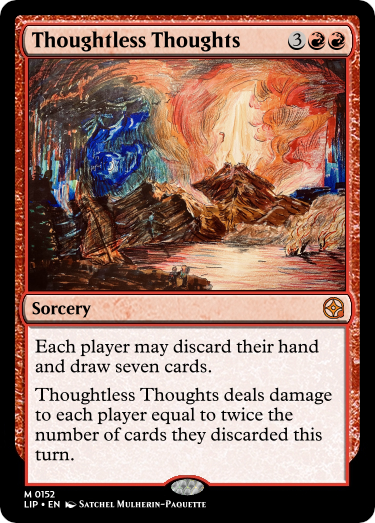 Thoughtless Thoughts 3
Sorcery
Each player may discard their hand
and draw seven cards.
Thoughtless Thoughts deals damage
to each player equal to twice the
number of cards they discarded this
turn.
M 0152
LIP • EN Satchel Mulherin-Paquette